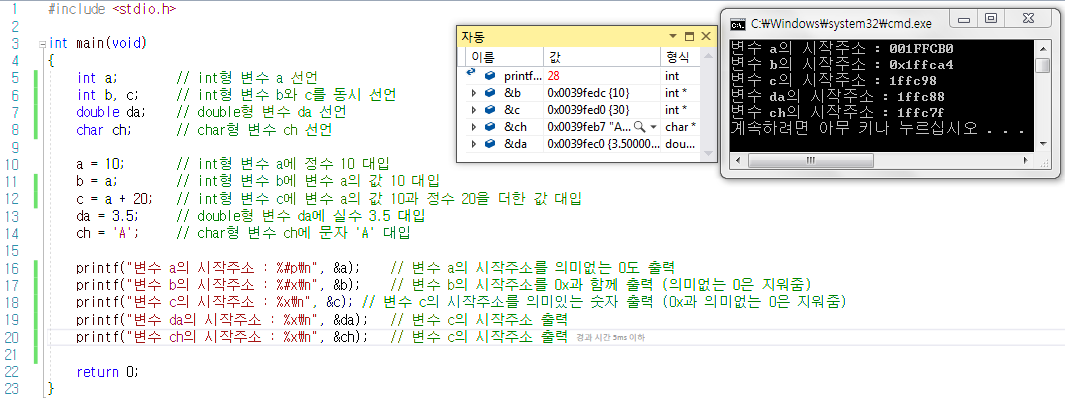 1 #include <stdio.h>
2
3 int main(void)
4 {
5 int a; // int형 변수 a 선언
6 int b, c; // int형 변수 b와 c를 동시 선언
7 double da; // double형 변수 da 선언
8 char ch; // char형 변수 ch 선언
9
10 a = 10; // int형 변수 a에 정수 10 대입
11 b = a; // int형 변수 b에 변수 a의 값 10 대입
12 c = a + 20; // int형 변수 c에 변수 a의 값 10과 정수 20을 더한 값 대입
13 da = 3.5; // double형 변수 da에 실수 3.5 대입
14 ch = 'A'; // char형 변수 ch에 문자 'A' 대입
15
16 printf("변수 a의 시작주소 : %#p₩n", &a); // 변수 a의 시작주소를 의미없는 0도 출력
17 printf("변수 b의 시작주소 : %#x₩n", &b); // 변수 b의 시작주소를 0x과 함께 출력 (의미없는 0은 지워줌)
18 printf("변수 c의 시작주소 : %x₩n", &c); // 변수 c의 시작주소를 의미있는 숫자 출력 (0x과 의미없는 0은 지워줌)
19 printf("변수 da의 시작주소 : %x₩n", &da); // 변수 c의 시작주소 출력
20 printf("변수 ch의 시작주소 : %x₩n", &ch); // 변수 c의 시작주소 출력 경과 시간 5ms 이하
21
22 return 0;
23 }
자동
이름 값 형식
printf... 28 int
&b 0x0039fedc {10} int *
&c 0x0039fed0 {30} int *
&ch 0x0039feb7 "A... char *
&da 0x0039fec0 {3.50000... dou...
C:₩Windows₩system32₩cmd.exe
변수 a의 시작주소 : 001FFCB0
변수 b의 시작주소 : 0x1ffca4
변수 c의 시작주소 : 1ffc98
변수 da의 시작주소 : 1ffc88
변수 ch의 시작주소 : 1ffc7f
계속하려면 아무 키나 누르십시오 . . .